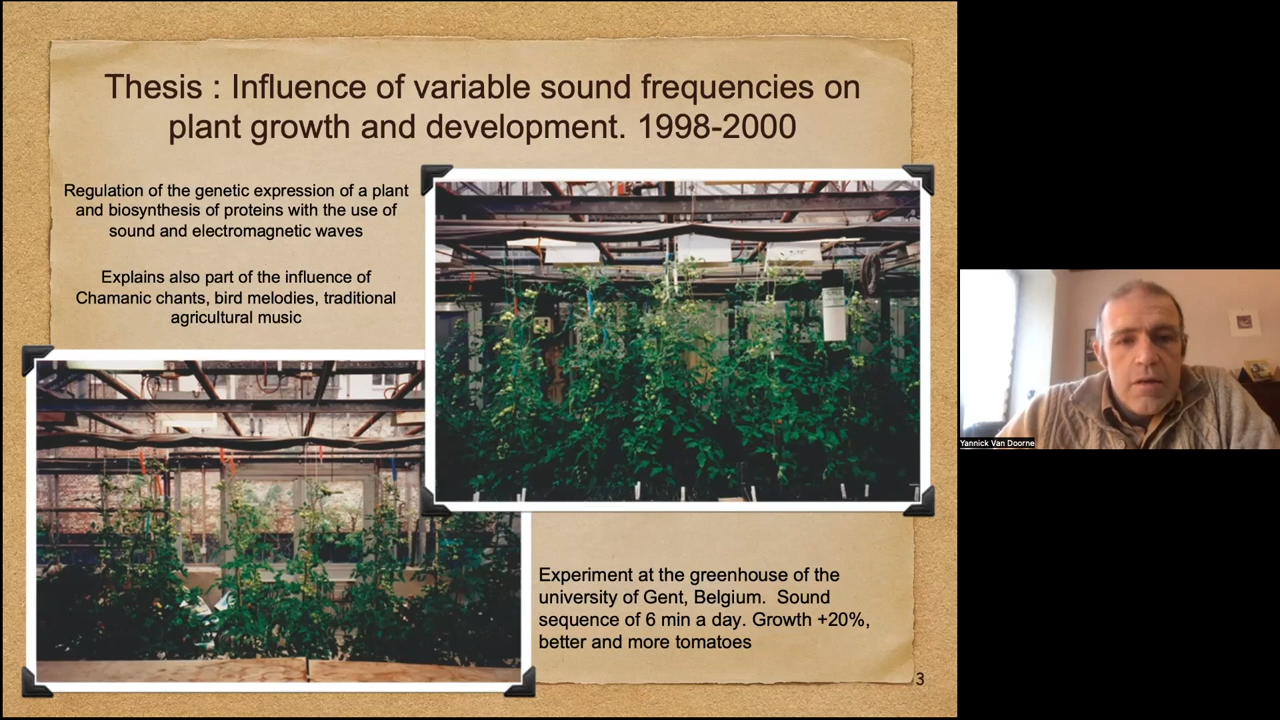 Thesis : Influence of variable sound frequencies on
plant growth and development. 1998-2000
Regulation of the genetic expression of a plant
and biosynthesis of proteins with the use of
sound and electromagnetic waves
Explains also part of the influence of
Chamanic chants, bird melodies, traditional
agricultural music
Experiment at the greenhouse of the
university of Gent, Belgium.  Sound
sequence of 6 min a day. Growth +20%,
better and more tomatoes
3
Yannick Van Doorne